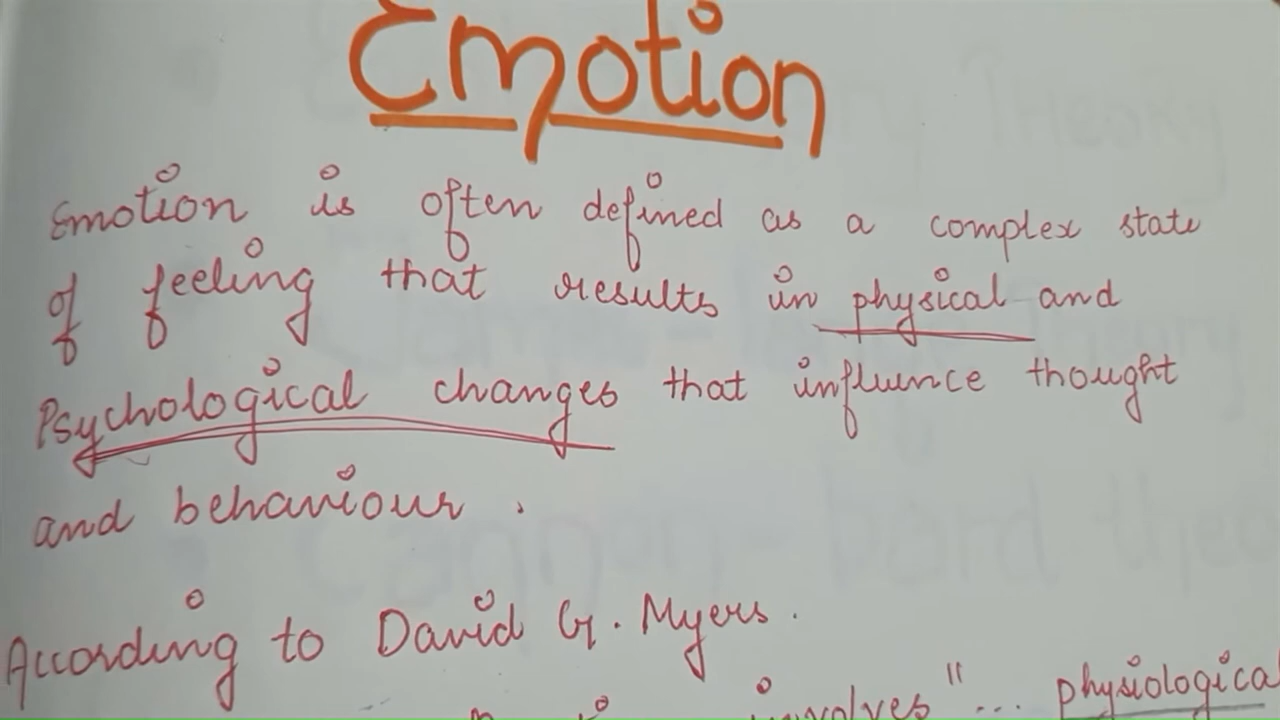 Emotion
Emotion is often defined as a complex state
of feeling that results in physical and
Psychological changes that influence thought
and behaviour .
According to David G. Myers .
involves "... physiological